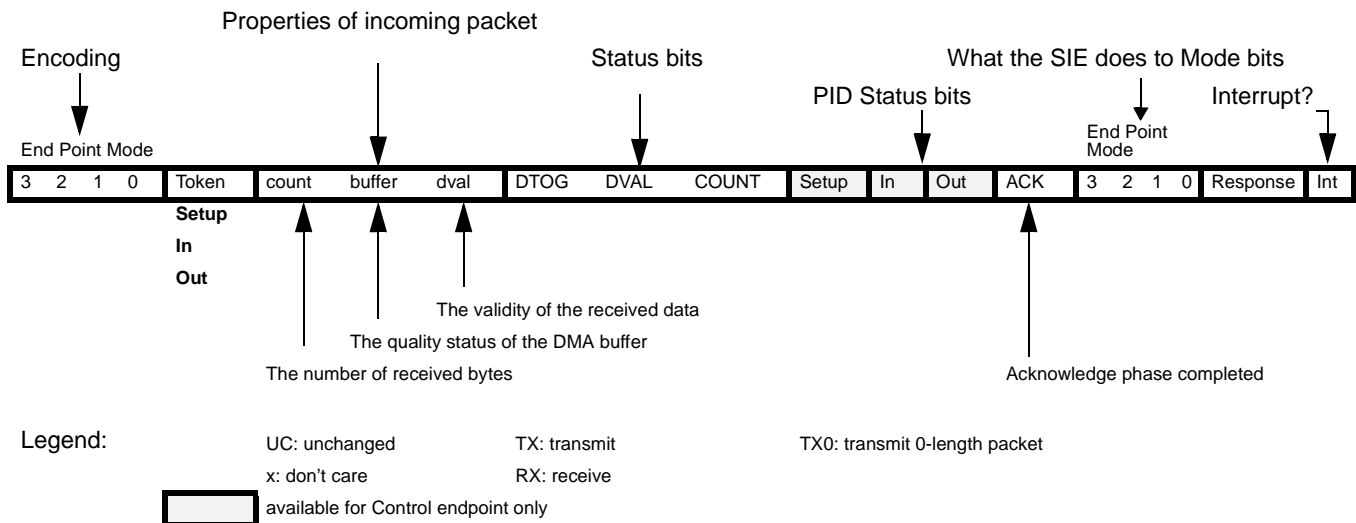 Properties of incoming packet
Encoding
Status bits
What the SIE does to Mode bits
PID Status bits
Interrupt?
End Point Mode
End Point
Mode
3 2 1 0 Token count buffer dval DTOG DVAL COUNT Setup In Out ACK 3 2 1 0 Response Int
Setup
In
Out
The validity of the received data
The quality status of the DMA buffer
The number of received bytes
Acknowledge phase completed
Legend:
UC: unchanged
TX: transmit
TX0: transmit 0-length packet
x: don't care
RX: receive
available for Control endpoint only